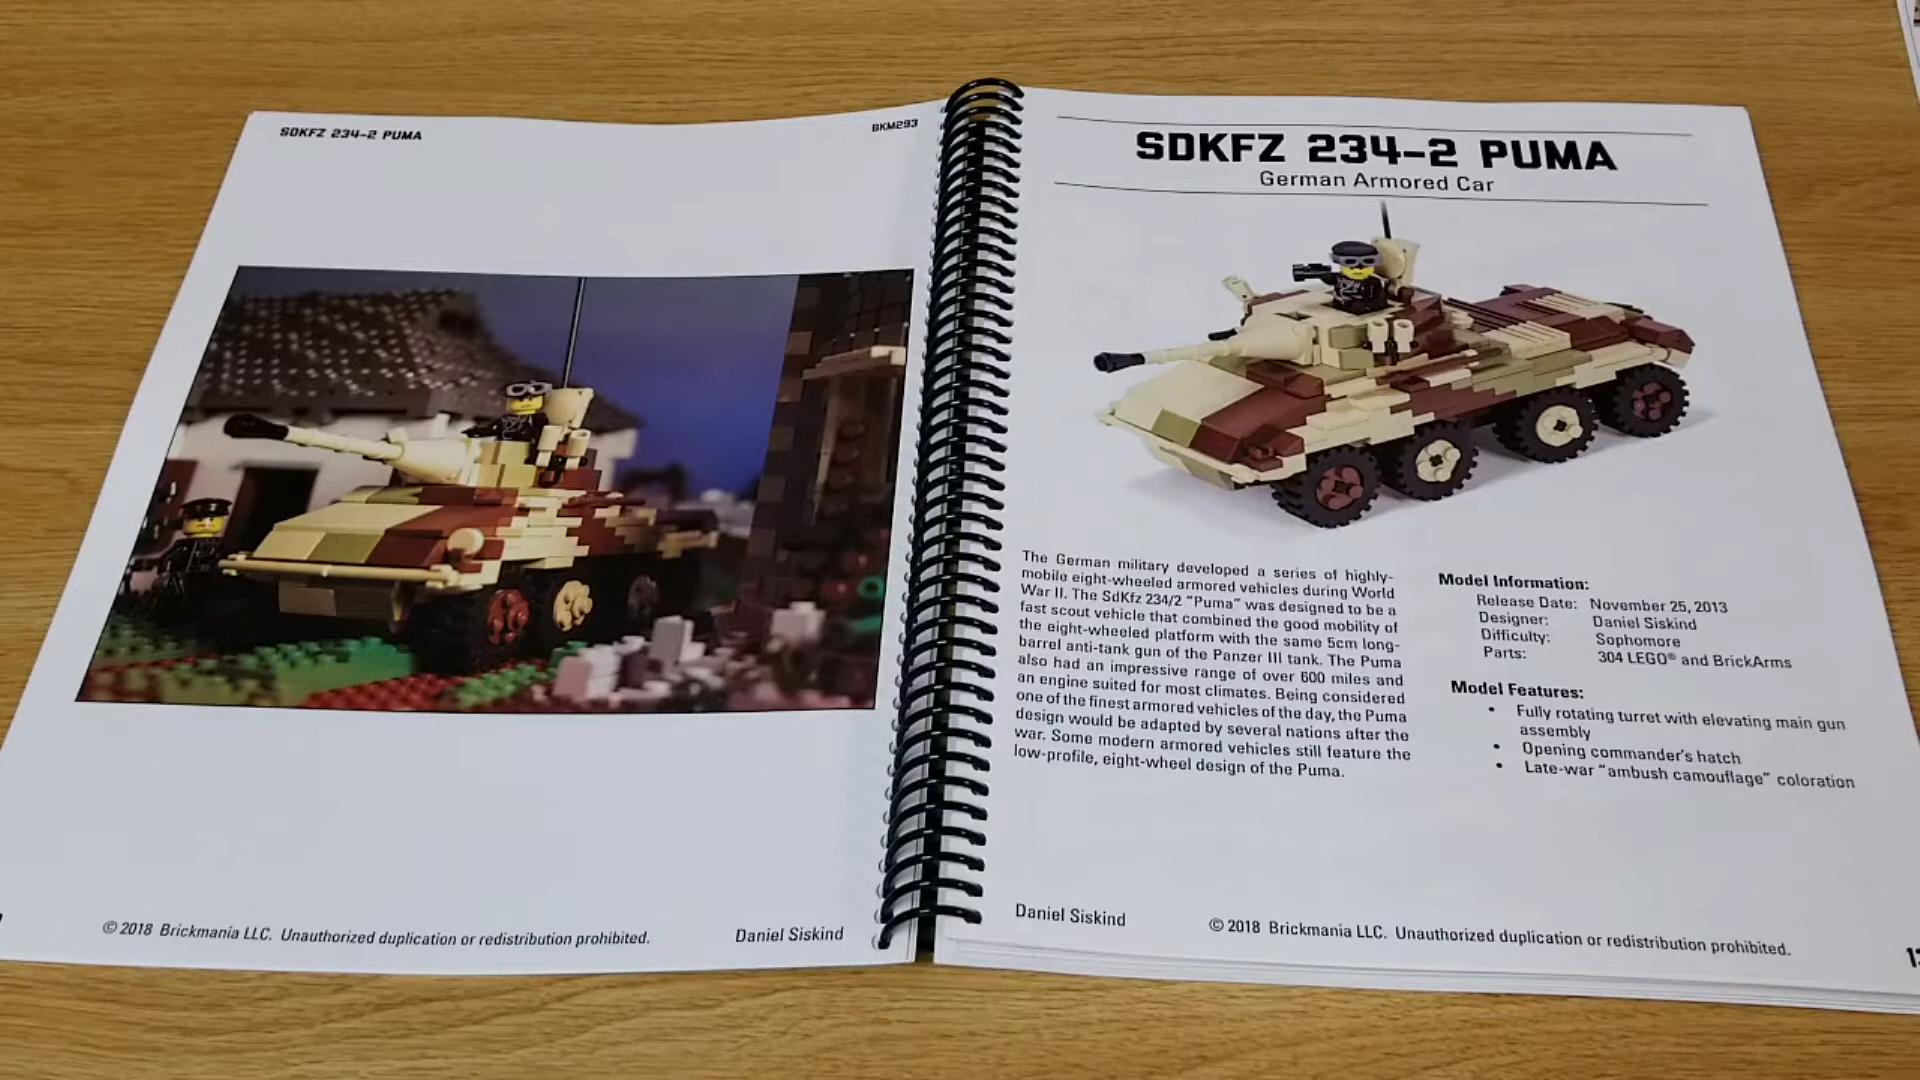 SDKFZ 234-2 PUMA
BKM293
© 2018 Brickmania LLC. Unauthorized duplication or redistribution prohibited.
Daniel Siskind
SDKFZ 234-2 PUMA
German Armored Car
The German military developed a series of highly-
mobile eight-wheeled armored vehicles during World
War II. The SdKfz 234/2 "Puma" was designed to be a
fast scout vehicle that combined the good mobility of
the eight-wheeled platform with the same 5cm long-
barrel anti-tank gun of the Panzer III tank. The Puma
also had an impressive range of over 600 miles and
an engine suited for most climates. Being considered
one of the finest armored vehicles of the day, the Puma
design would be adapted by several nations after the
war. Some modern armored vehicles still feature the
low-profile, eight-wheel design of the Puma.
Model Information:
Release Date: November 25, 2013
Designer: Daniel Siskind
Difficulty: Sophomore
Parts: 304 LEGO® and BrickArms
Model Features:
• Fully rotating turret with elevating main gun
assembly
• Opening commander's hatch
• Late-war "ambush camouflage" coloration
Daniel Siskind
© 2018 Brickmania LLC. Unauthorized duplication or redistribution prohibited.